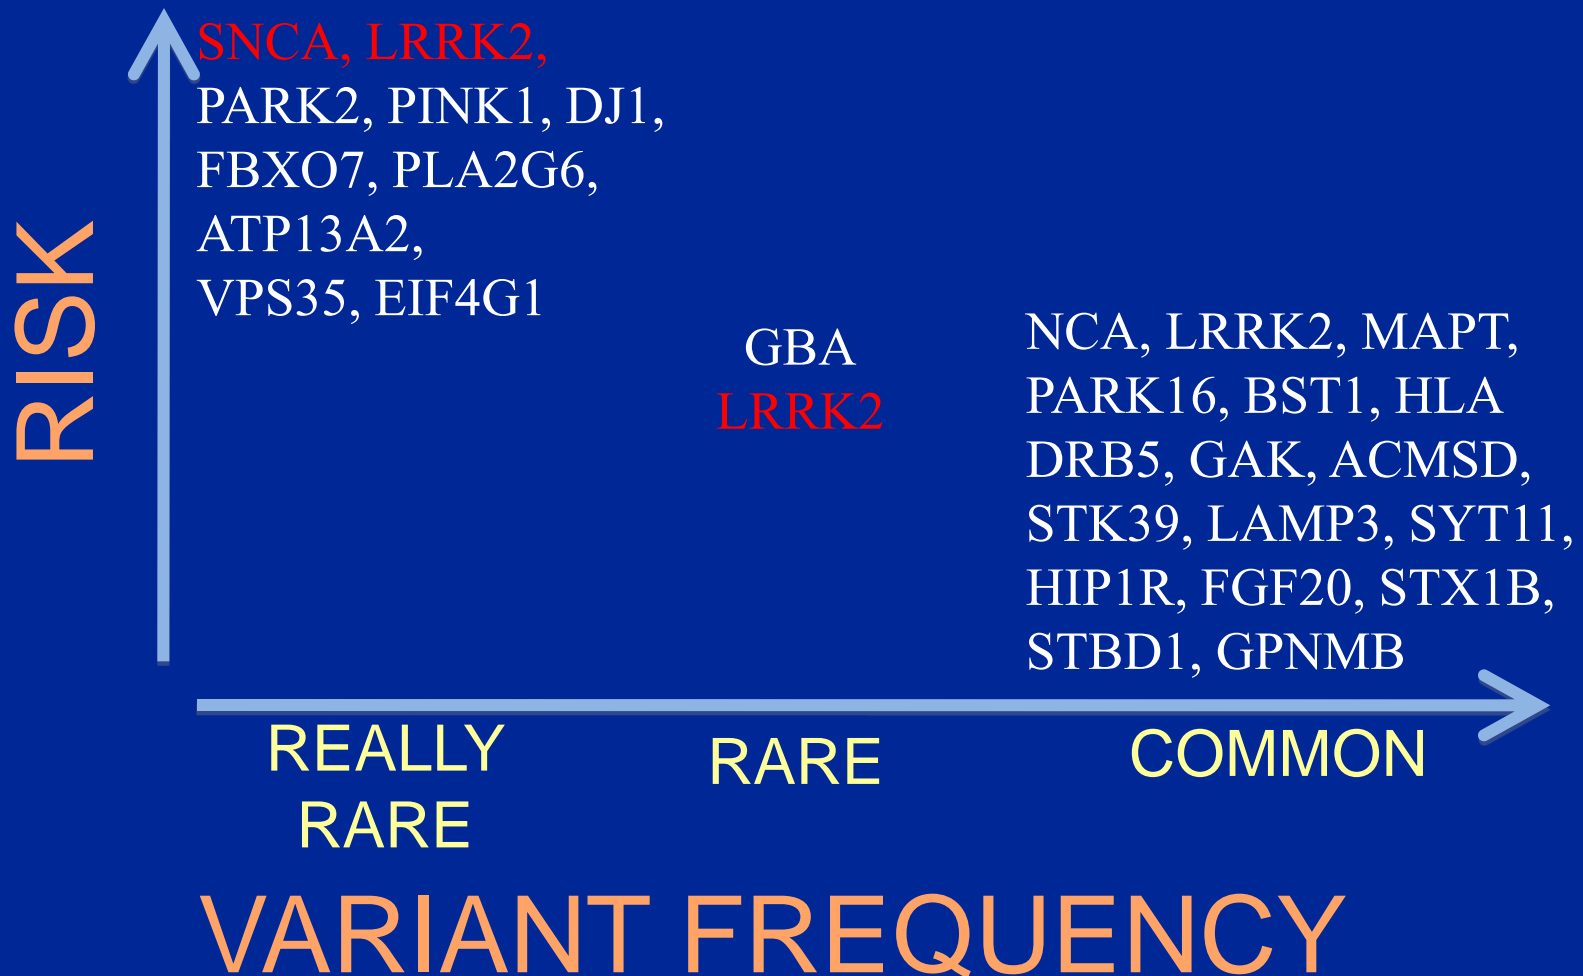 SNCA, LRRK2,
PARK2, PINK1, DJ1,
FBXO7, PLA2G6,
ATP13A2,
VPS35, EIF4G1
RISK
GBA
LRRK2
NCA, LRRK2, MAPT,
PARK16, BST1, HLA
DRB5, GAK, ACMSD,
STK39, LAMP3, SYT11,
HIP1R, FGF20, STX1B,
STBD1, GPNMB
REALLY
RARE
RARE
COMMON
VARIANT FREQUENCY